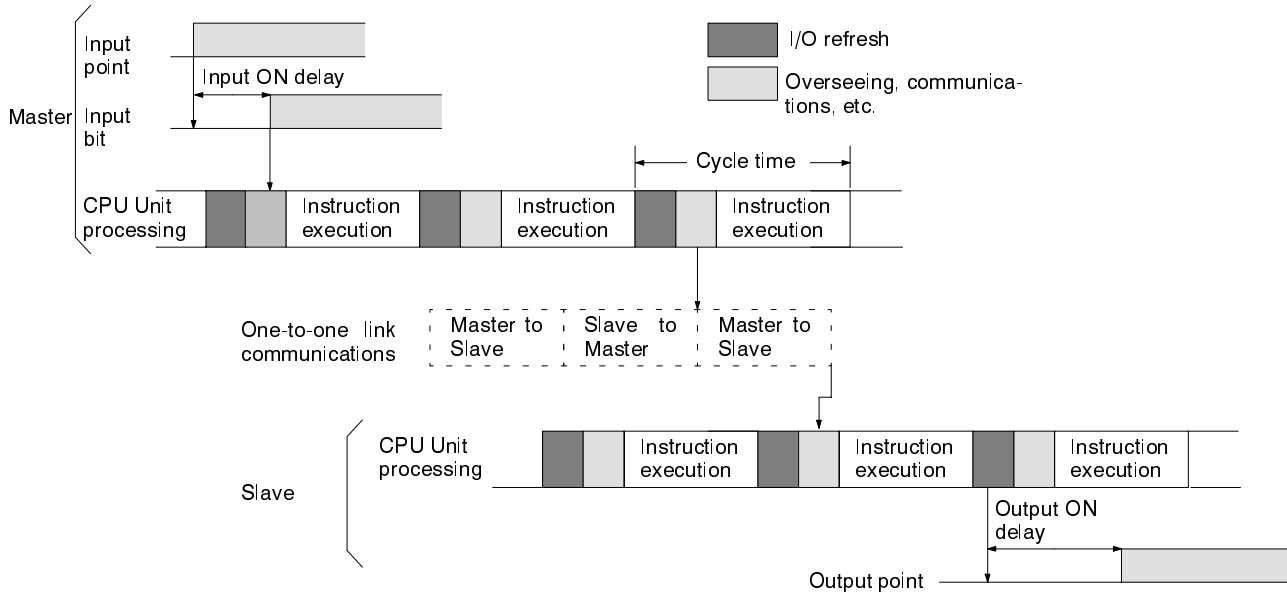 Input
point
Input ON delay
Master
Input
bit
I/O refresh
Overseeing, communica-
tions, etc.
Cycle time
CPU Unit
processing
Instruction
execution
Instruction
execution
Instruction
execution
One-to-one link
communications
Master to
Slave
Slave to
Master
Master to
Slave
Slave
CPU Unit
processing
Instruction
execution
Instruction
execution
Instruction
execution
Output ON
delay
Output point